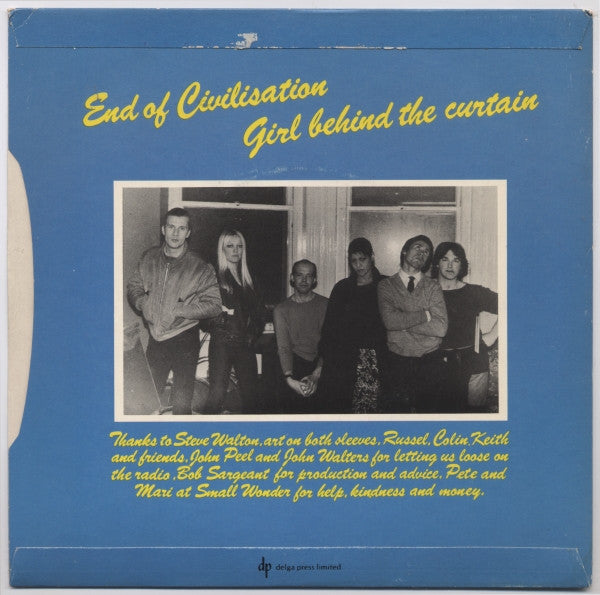 End of Civilisation
Girl behind the curtain
Thanks to Steve Walton, art on both sleeves. Russel, Colin, Keith
and friends. John Peel and John Walters for letting us loose on
the radio. Bob Sargeant for production and advice. Pete and
Mari at Small Wonder for help, kindness and money.
dp delga press limited